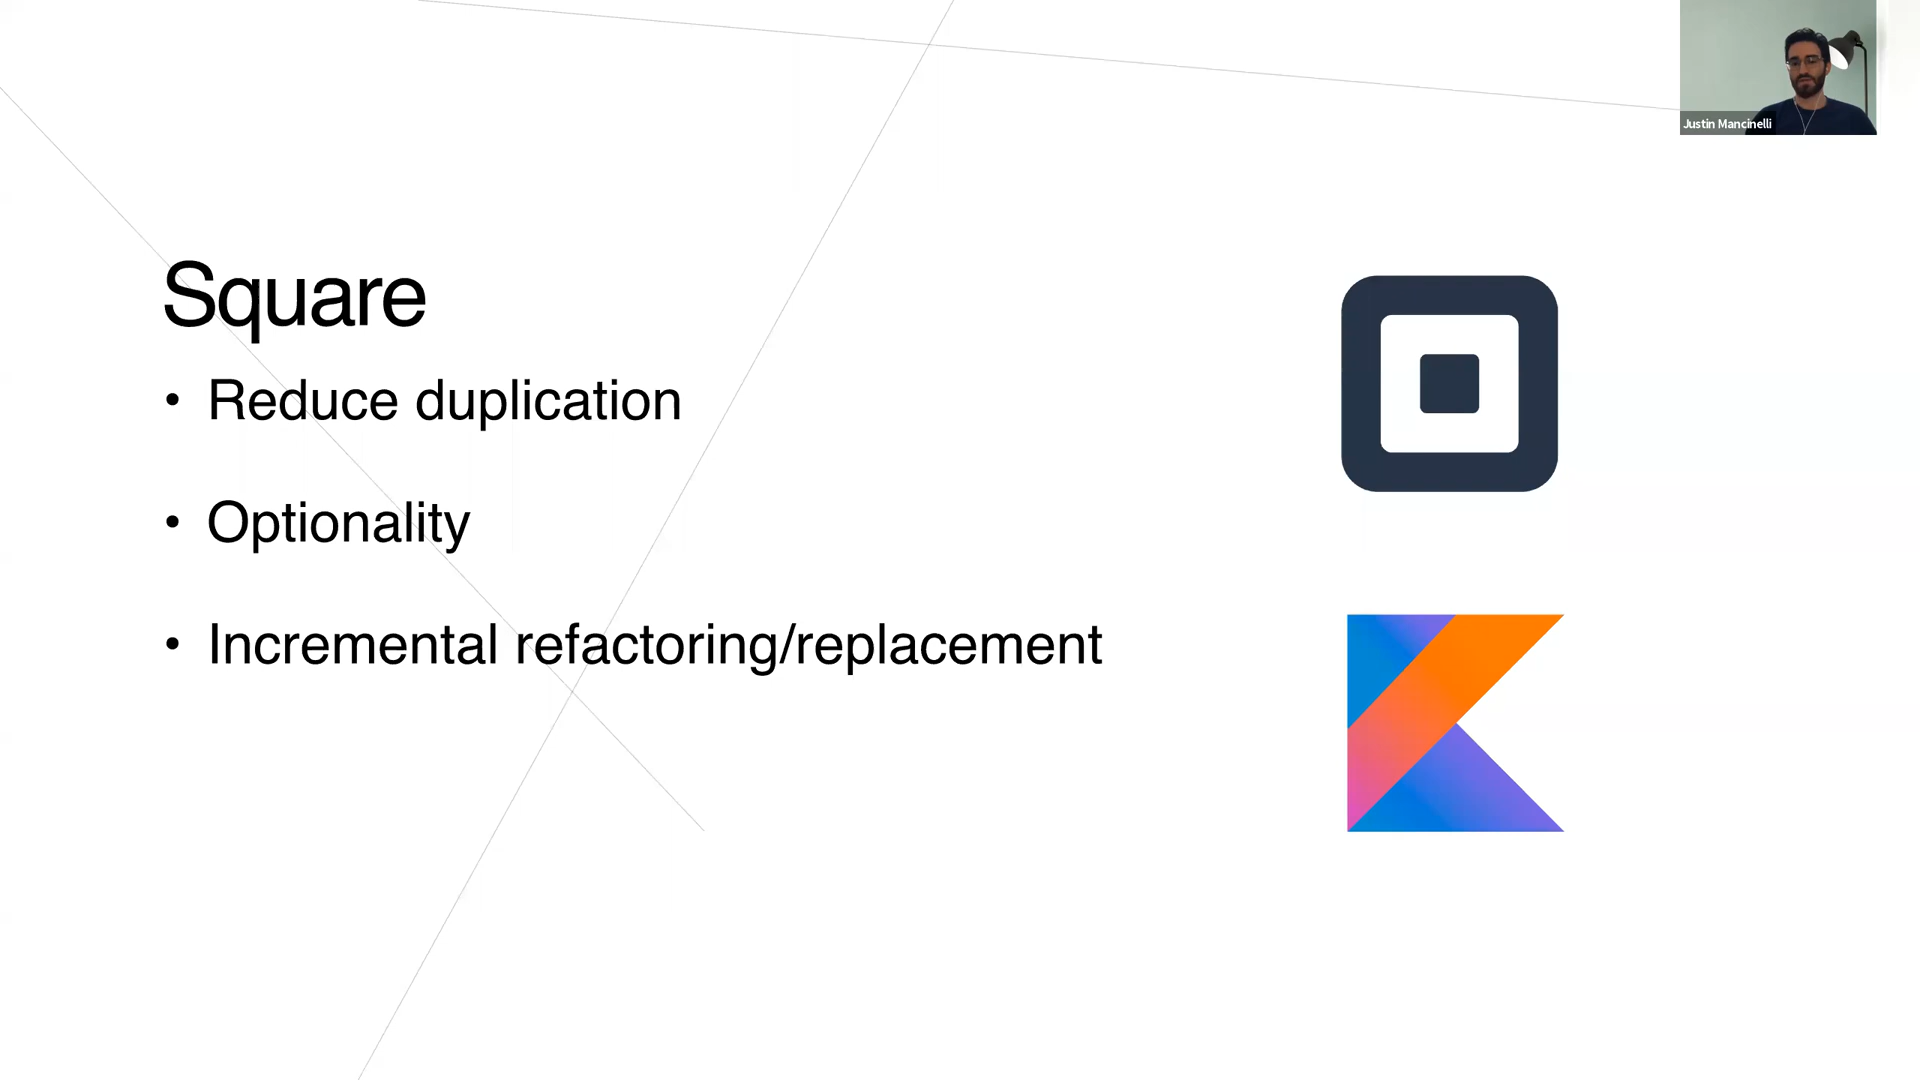 Justin Mancinelli
Square
• Reduce duplication
• Optionality
• Incremental refactoring/replacement